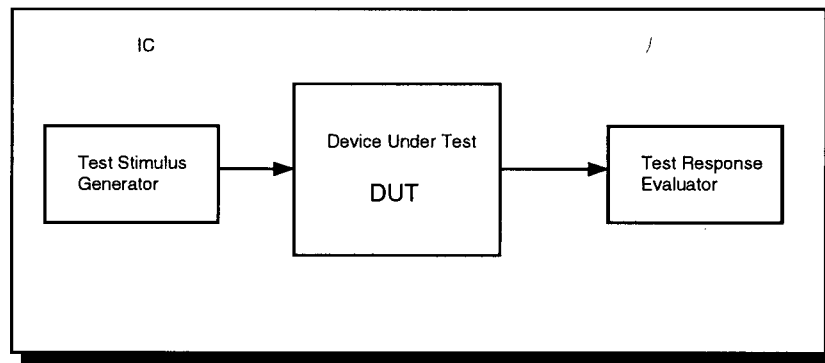 IC
Test Stimulus
Generator
Device Under Test
DUT
Test Response
Evaluator